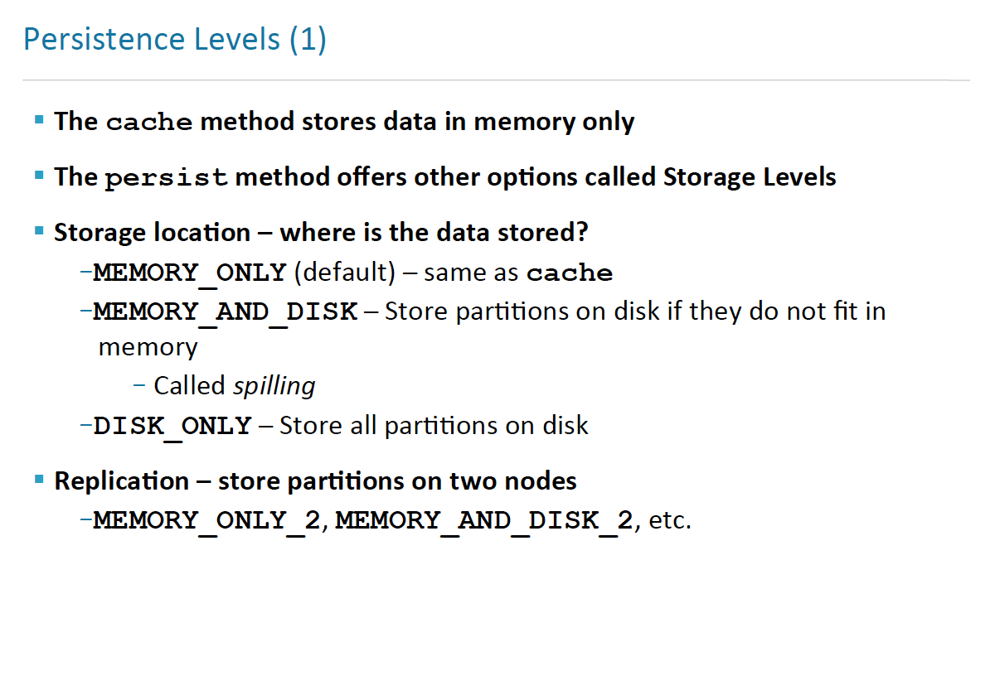 Persistence Levels (1)
▪ The cache method stores data in memory only
▪ The persist method offers other options called Storage Levels
▪ Storage location – where is the data stored?
–MEMORY_ONLY (default) – same as cache
–MEMORY_AND_DISK – Store partitions on disk if they do not fit in
memory
– Called spilling
–DISK_ONLY – Store all partitions on disk
▪ Replication – store partitions on two nodes
–MEMORY_ONLY_2, MEMORY_AND_DISK_2, etc.